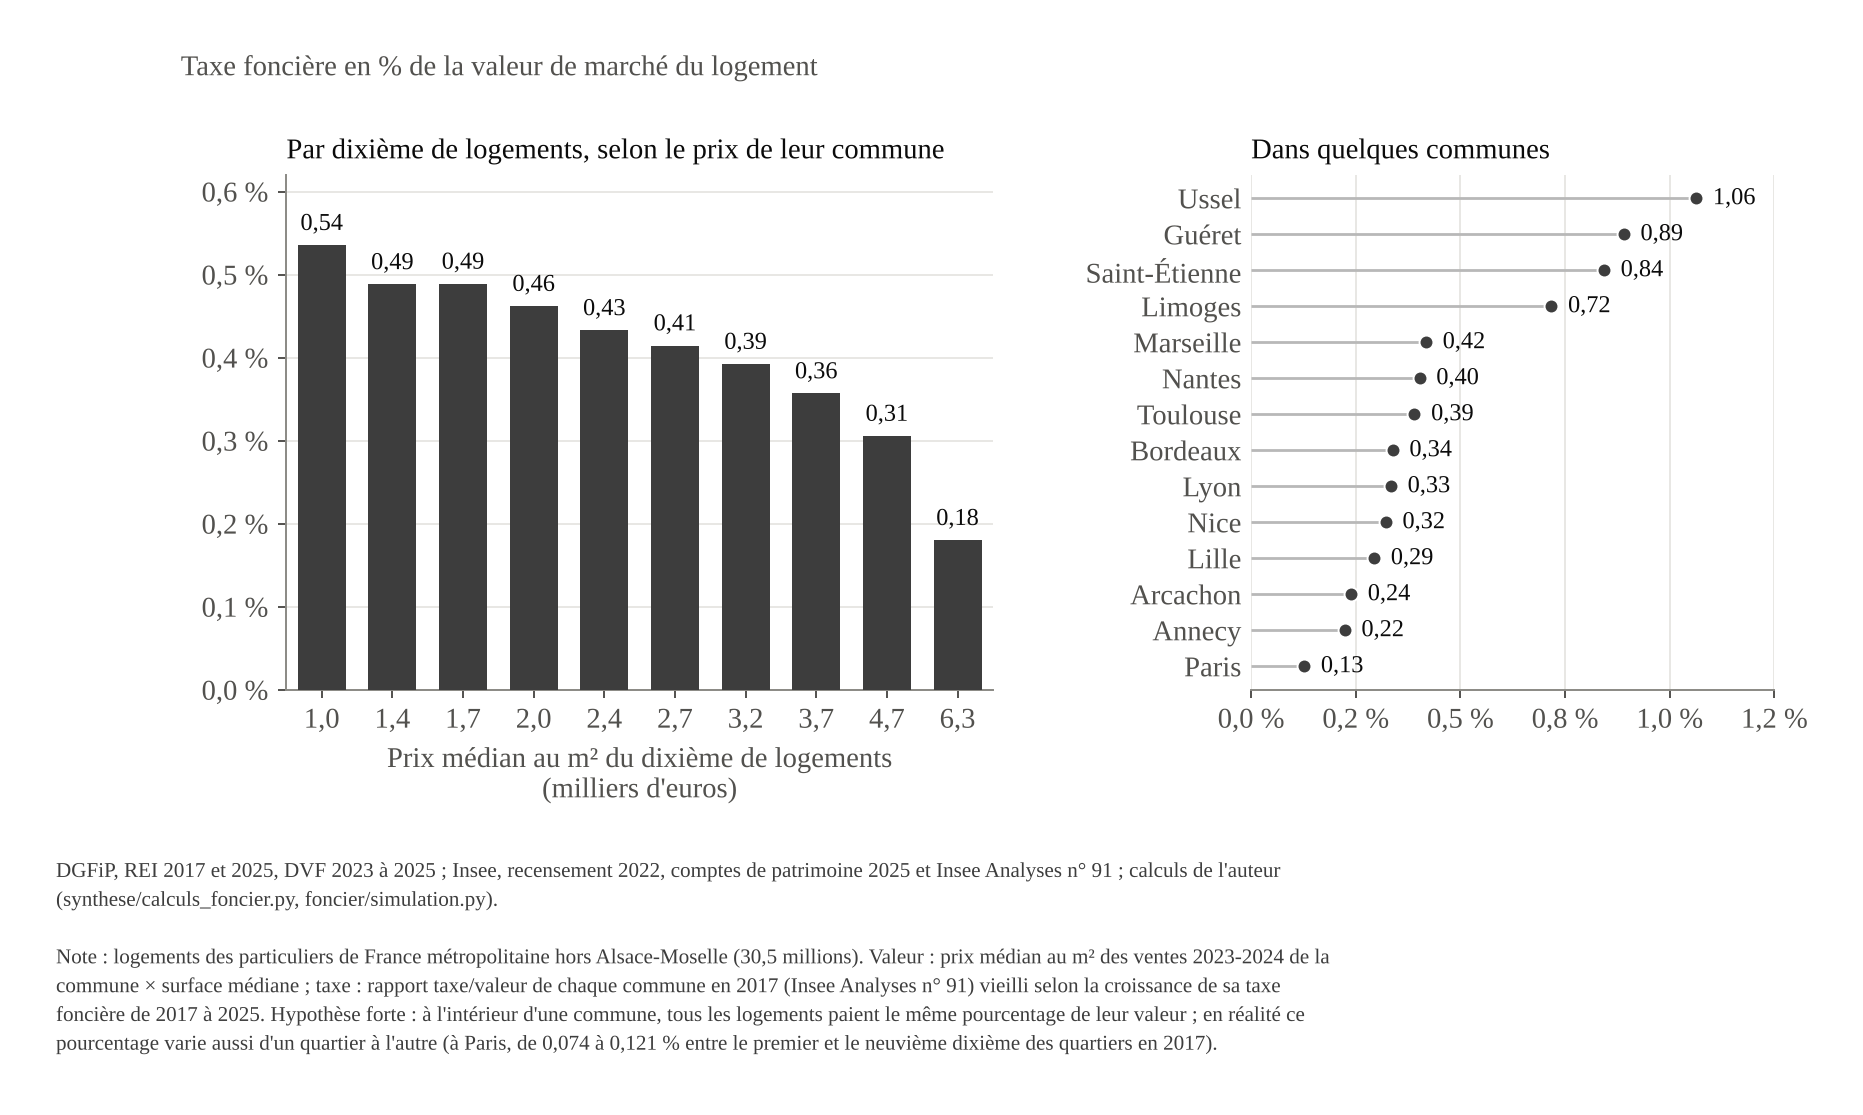 Taxe foncière en % de la valeur de marché du logement
Par dixième de logements, selon le prix de leur commune
0,6 %
0,5 %
0,4 %
0,3 %
0,2 %
0,1 %
0,0 %
0,54
0,49
0,49
0,46
0,43
0,41
0,39
0,36
0,31
0,18
1,0
1,4
1,7
2,0
2,4
2,7
3,2
3,7
4,7
6,3
Prix médian au m² du dixième de logements
(milliers d'euros)
Dans quelques communes
Ussel 1,06
Guéret 0,89
Saint-Étienne 0,84
Limoges 0,72
Marseille 0,42
Nantes 0,40
Toulouse 0,39
Bordeaux 0,34
Lyon 0,33
Nice 0,32
Lille 0,29
Arcachon 0,24
Annecy 0,22
Paris 0,13
0,0 %
0,2 %
0,5 %
0,8 %
1,0 %
1,2 %
DGFiP, REI 2017 et 2025, DVF 2023 à 2025 ; Insee, recensement 2022, comptes de patrimoine 2025 et Insee Analyses n° 91 ; calculs de l'auteur
(synthese/calculs_foncier.py, foncier/simulation.py).
Note : logements des particuliers de France métropolitaine hors Alsace-Moselle (30,5 millions). Valeur : prix médian au m² des ventes 2023-2024 de la
commune × surface médiane ; taxe : rapport taxe/valeur de chaque commune en 2017 (Insee Analyses n° 91) vieilli selon la croissance de sa taxe
foncière de 2017 à 2025. Hypothèse forte : à l'intérieur d'une commune, tous les logements paient le même pourcentage de leur valeur ; en réalité ce
pourcentage varie aussi d'un quartier à l'autre (à Paris, de 0,074 à 0,121 % entre le premier et le neuvième dixième des quartiers en 2017).